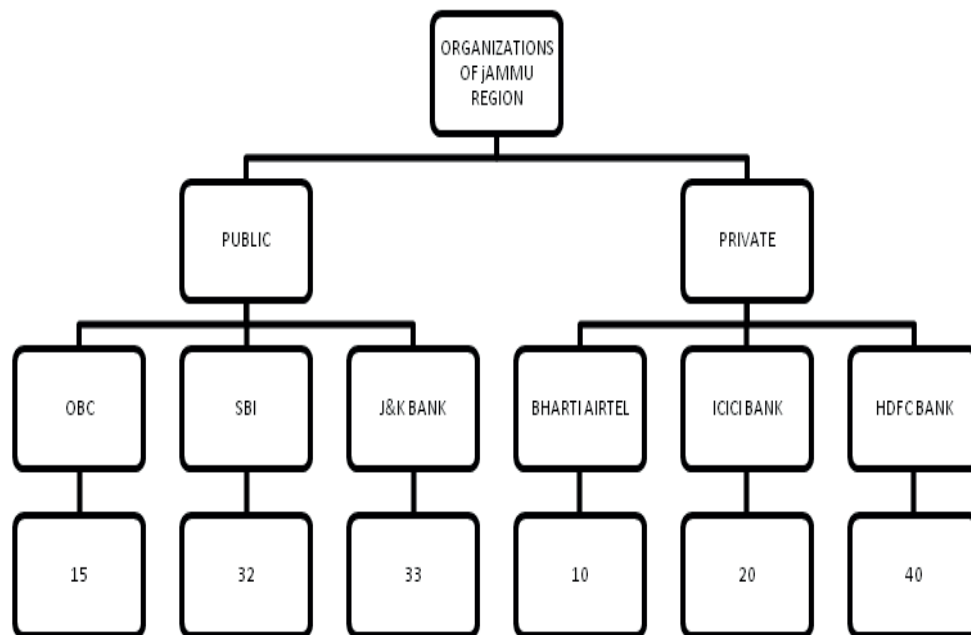 ORGANIZATIONS
OF jAMMU
REGION
PUBLIC
PRIVATE
OBC
SBI
J&K BANK
BHARTI AIRTEL
ICICI BANK
HDFC BANK
15
32
33
10
20
40